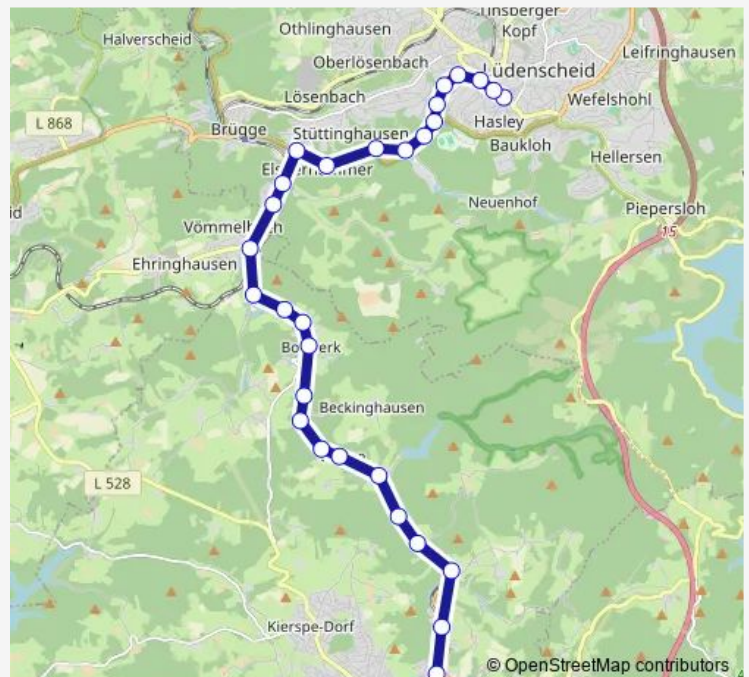 Tinsberger
Kopf
Othlinghausen
Halverscheid
Leifringhausen
Oberlösenbach
Lüdenscheid
Lösenbach
Wefelshohl
L 868
Brügge
Stüttinghausen
Hasley
Baukloh
Hellersen
Neuenhof
Piepersloh
15
Ehringhausen
Beckinghausen
L 528
Kierspe-Dorf
© OpenStreetMap contributors